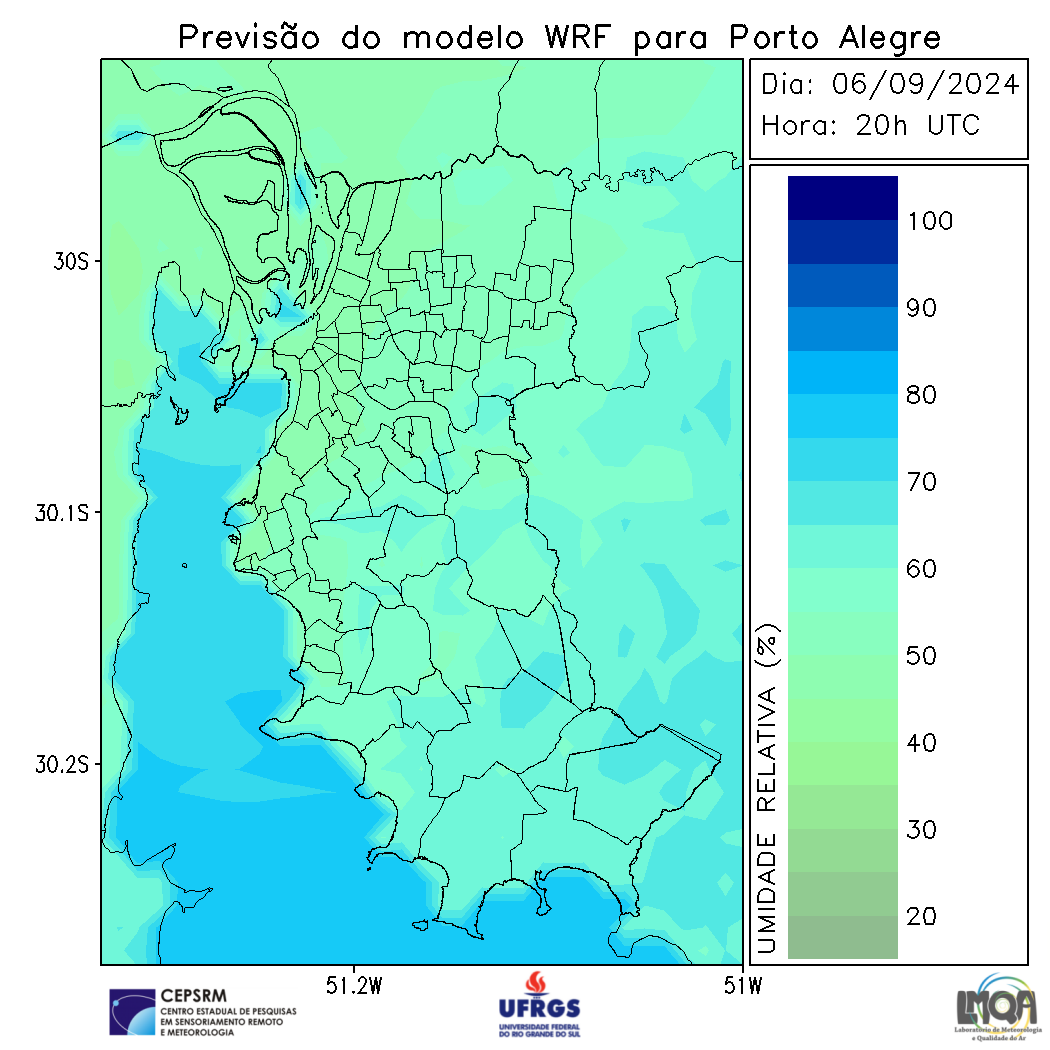 Previsão do modelo WRF para Porto Alegre
Dia: 06/09/2024
Hora: 20h UTC
30S
30.1S
30.2S
51.2W
51W
UMIDADE RELATIVA (%)
100
90
80
70
60
50
40
30
20
CEPSRM
CENTRO ESTADUAL DE PESQUISAS
EM SENSORIAMENTO REMOTO
E METEOROLOGIA
UFRGS
UNIVERSIDADE FEDERAL
DO RIO GRANDE DO SUL
LMQA
Laboratório de Meteorologia
e Qualidade do Ar